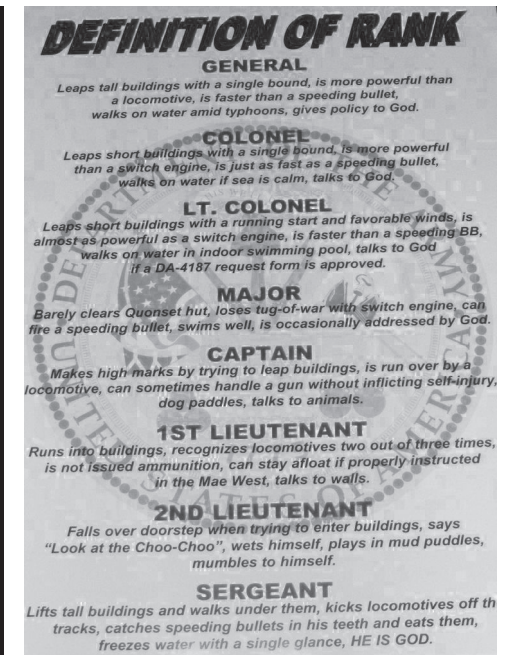 DEFINITION OF RANK
GENERAL
Leaps tall buildings with a single bound, is more powerful than
a locomotive, is faster than a speeding bullet,
walks on water amid typhoons, gives policy to God.
COLONEL
Leaps short buildings with a single bound, is more powerful
than a switch engine, is just as fast as a speeding bullet,
walks on water if sea is calm, talks to God.
LT. COLONEL
Leaps short buildings with a running start and favorable winds, is
almost as powerful as a switch engine, is faster than a speeding BB,
walks on water in indoor swimming pool, talks to God
if a DA-4187 request form is approved.
MAJOR
Barely clears Quonset hut, loses tug-of-war with switch engine, can
fire a speeding bullet, swims well, is occasionally addressed by God.
CAPTAIN
Makes high marks by trying to leap buildings, is run over by a
locomotive, can sometimes handle a gun without inflicting self-injury,
dog paddles, talks to animals.
1ST LIEUTENANT
Runs into buildings, recognizes locomotives two out of three times,
is not issued ammunition, can stay afloat if properly instructed
in the Mae West, talks to walls.
2ND LIEUTENANT
Falls over doorstep when trying to enter buildings, says
"Look at the Choo-Choo", wets himself, plays in mud puddles,
mumbles to himself.
SERGEANT
Lifts tall buildings and walks under them, kicks locomotives off th
tracks, catches speeding bullets in his teeth and eats them,
freezes water with a single glance, HE IS GOD.
UNITED STATES OF AMERICA